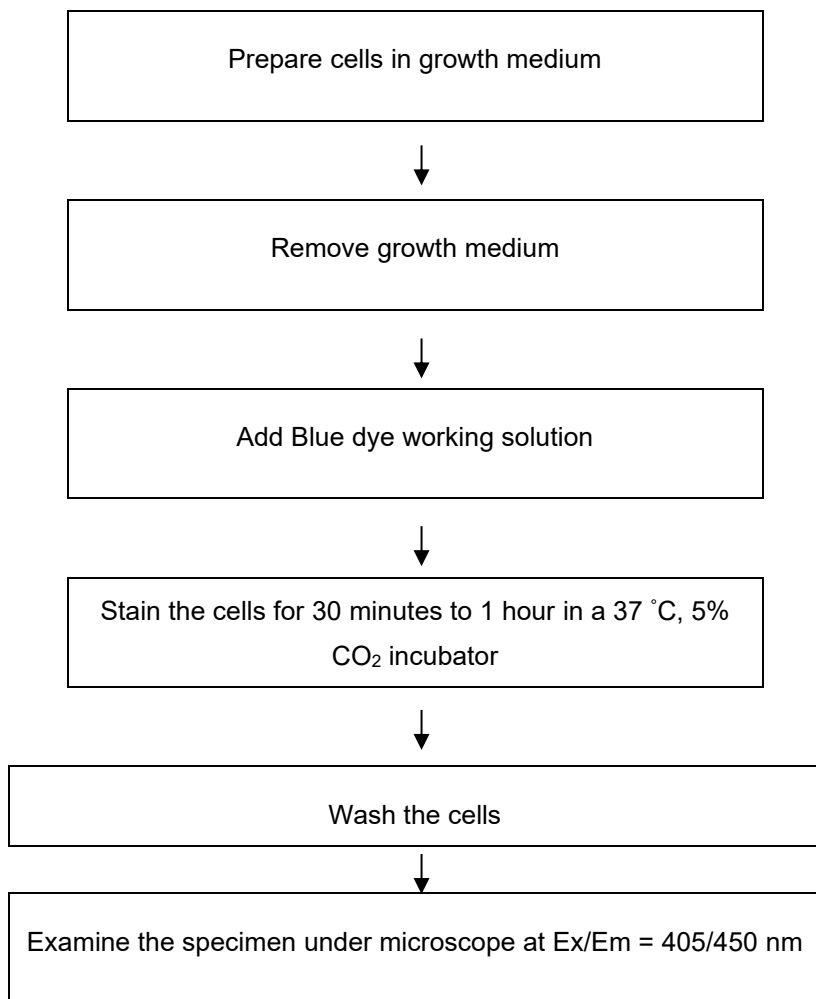 Prepare cells in growth medium
Remove growth medium
Add Blue dye working solution
Stain the cells for 30 minutes to 1 hour in a 37 ˚C, 5%
CO₂ incubator
Wash the cells
Examine the specimen under microscope at Ex/Em = 405/450 nm